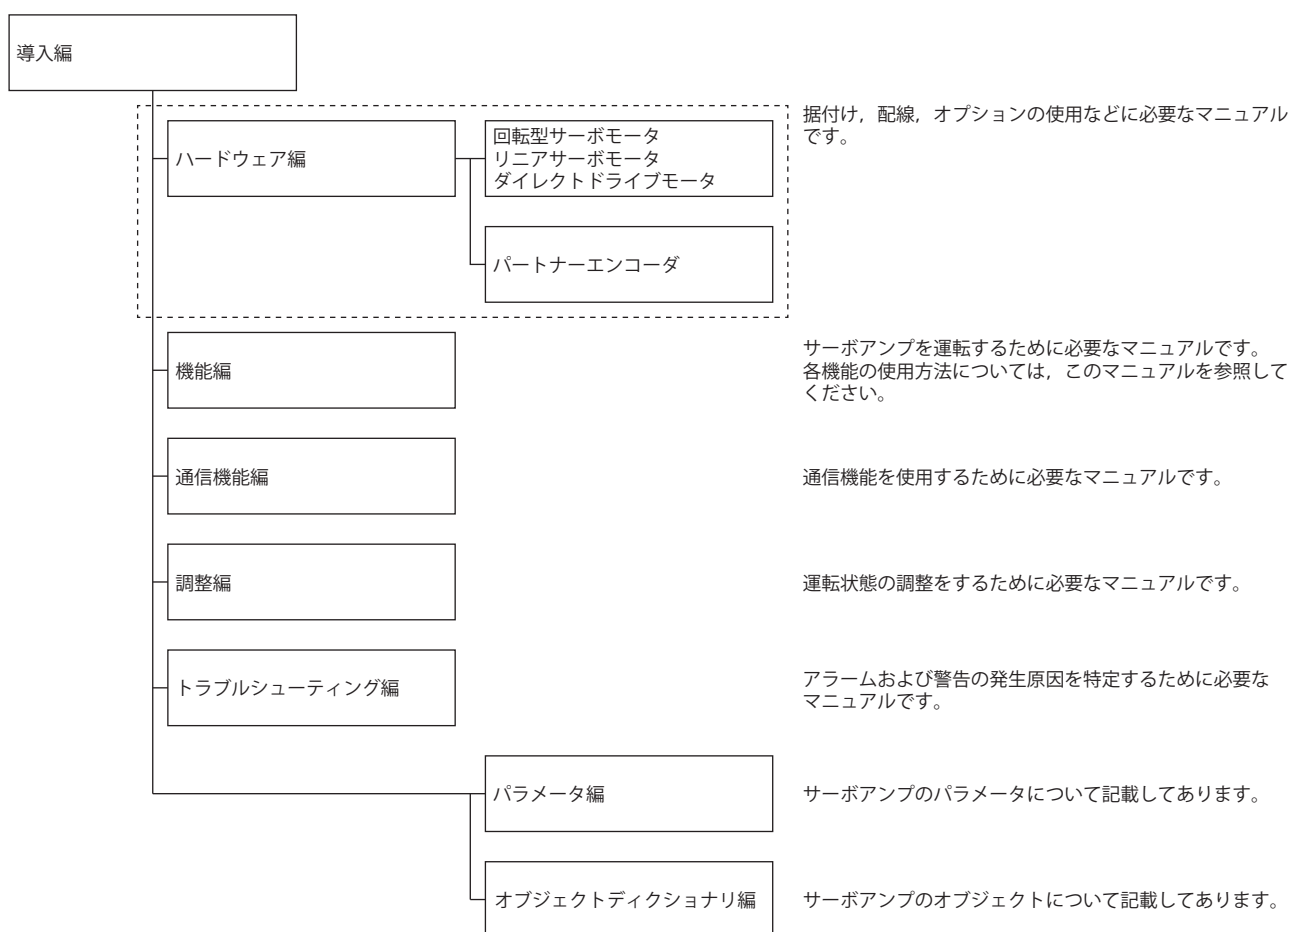 導入編
ハードウェア編
回転型サーボモータ
リニアサーボモータ
ダイレクトドライブモータ
据付け，配線，オプションの使用などに必要なマニュアル
です。
パートナーエンコーダ
機能編
サーボアンプを運転するために必要なマニュアルです。
各機能の使用方法については，このマニュアルを参照して
ください。
通信機能編
通信機能を使用するために必要なマニュアルです。
調整編
運転状態の調整をするために必要なマニュアルです。
トラブルシューティング編
アラームおよび警告の発生原因を特定するために必要な
マニュアルです。
パラメータ編
サーボアンプのパラメータについて記載してあります。
オブジェクトディクショナリ編
サーボアンプのオブジェクトについて記載してあります。